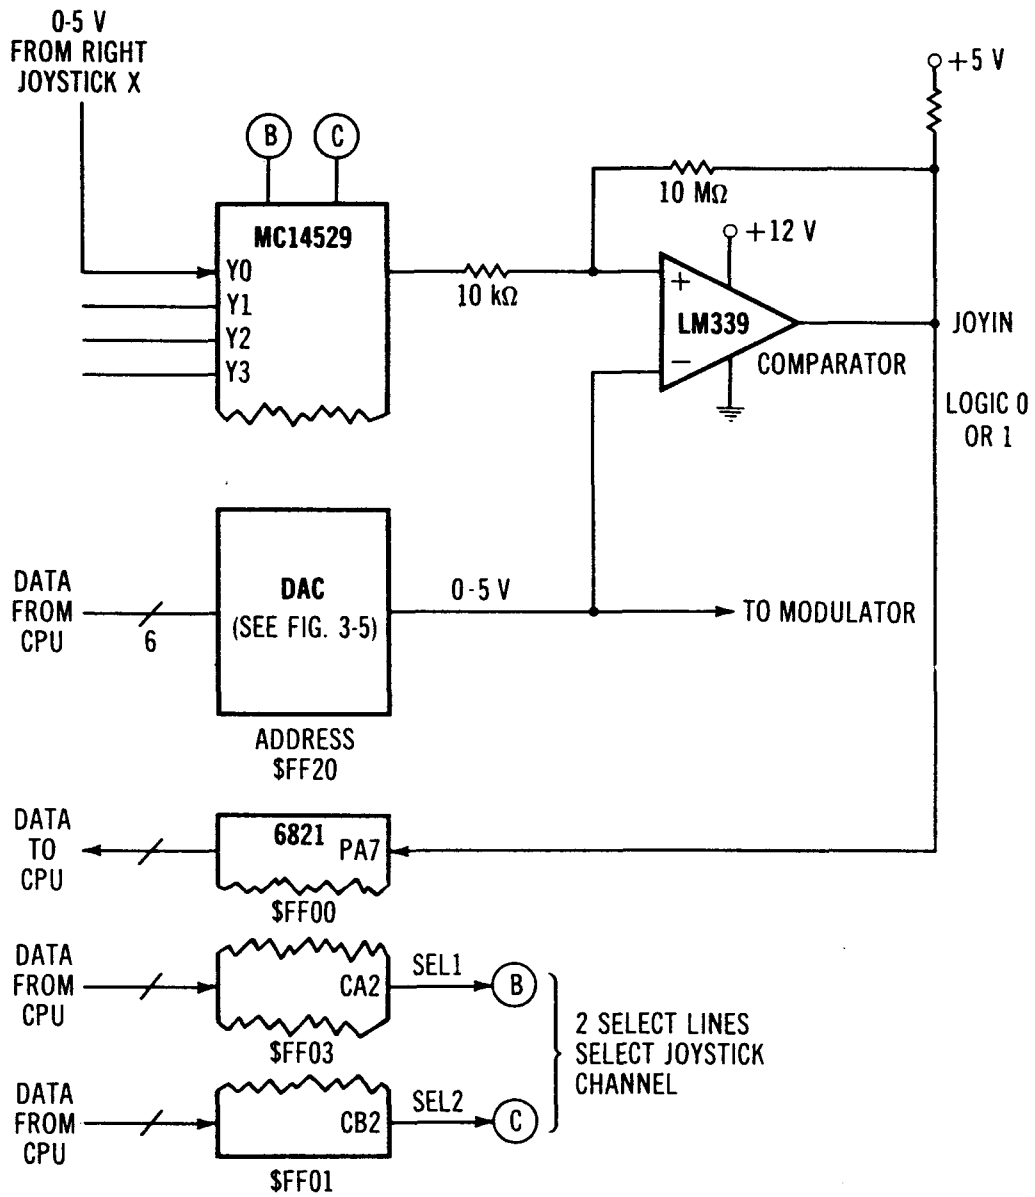 0-5 V
FROM RIGHT
JOYSTICK X
+5 V
B
C
10 MΩ
MC14529
+12 V
Y0
10 kΩ
+
LM339
JOYIN
Y1
Y2
Y3
−
COMPARATOR
LOGIC 0
OR 1
DATA
FROM
CPU
6
DAC
(SEE FIG. 3-5)
0-5 V
TO MODULATOR
ADDRESS
$FF20
DATA
TO
CPU
6821
PA7
$FF00
DATA
FROM
CPU
CA2
SEL1
B
$FF03
2 SELECT LINES
SELECT JOYSTICK
CHANNEL
DATA
FROM
CPU
CB2
SEL2
C
$FF01